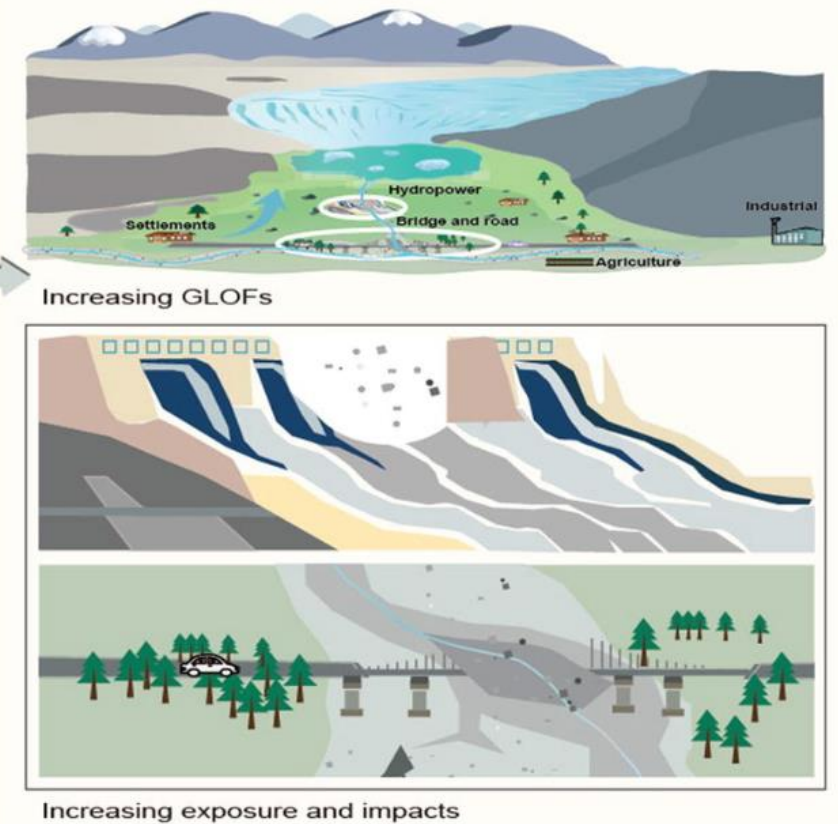 Hydropower
Bridge and road
Settlements
Industrial
Agriculture
Increasing GLOFs
Increasing exposure and impacts